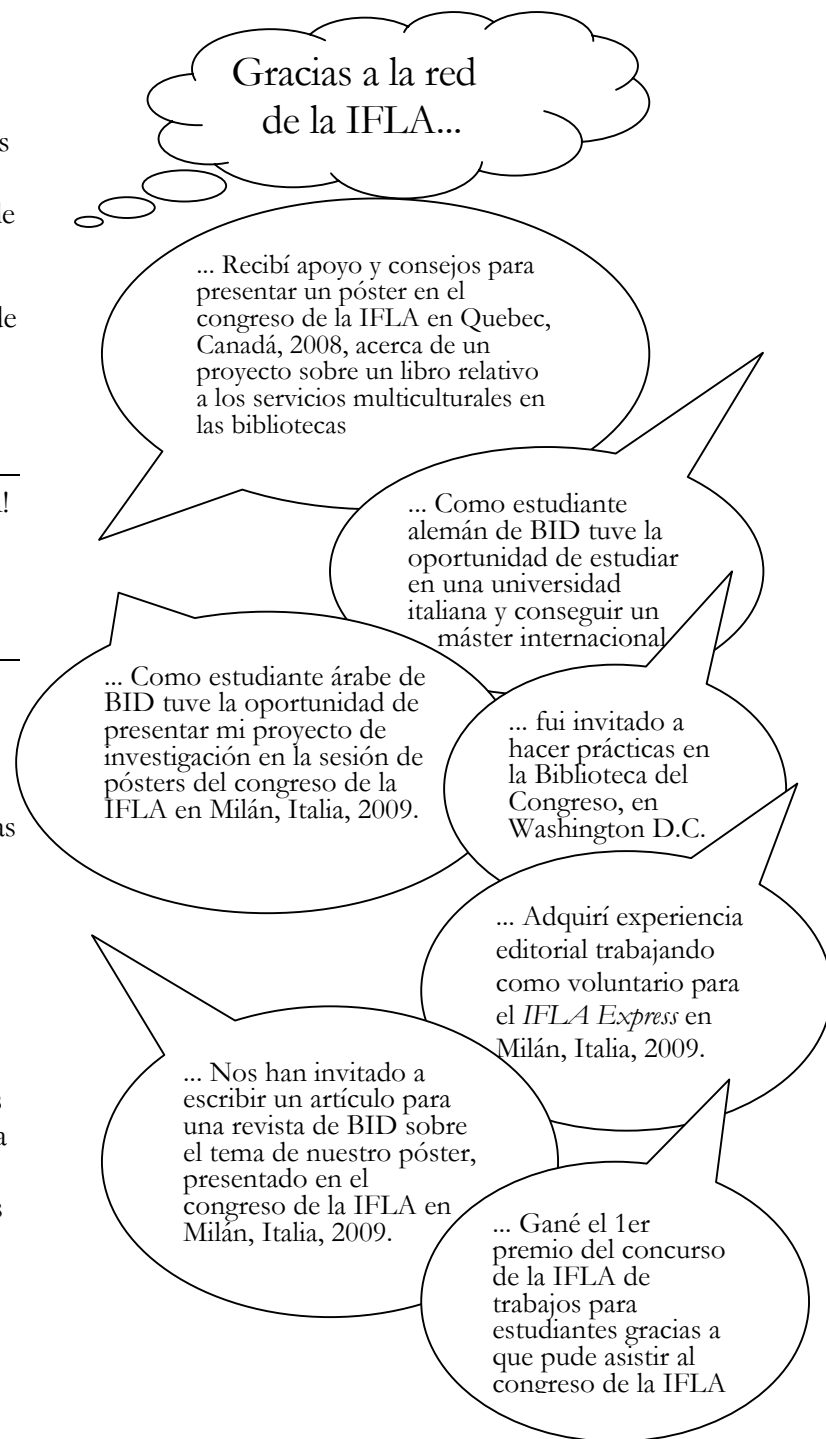 Gracias a la red
de la IFLA...
... Recibí apoyo y consejos para
presentar un póster en el
congreso de la IFLA en Quebec,
Canadá, 2008, acerca de un
proyecto sobre un libro relativo
a los servicios multiculturales en
las bibliotecas
... Como estudiante
alemán de BID tuve la
oportunidad de estudiar
en una universidad
italiana y conseguir un
máster internacional
... Como estudiante árabe de
BID tuve la oportunidad de
presentar mi proyecto de
investigación en la sesión de
pósters del congreso de la
IFLA en Milán, Italia, 2009.
... fui invitado a
hacer prácticas en
la Biblioteca del
Congreso, en
Washington D.C.
... Adquirí experiencia
editorial trabajando
como voluntario para
el IFLA Express en
Milán, Italia, 2009.
... Nos han invitado a
escribir un artículo para
una revista de BID sobre
el tema de nuestro póster,
presentado en el
congreso de la IFLA en
Milán, Italia, 2009.
... Gané el 1er
premio del concurso
de la IFLA de
trabajos para
estudiantes gracias a
que pude asistir al
congreso de la IFLA